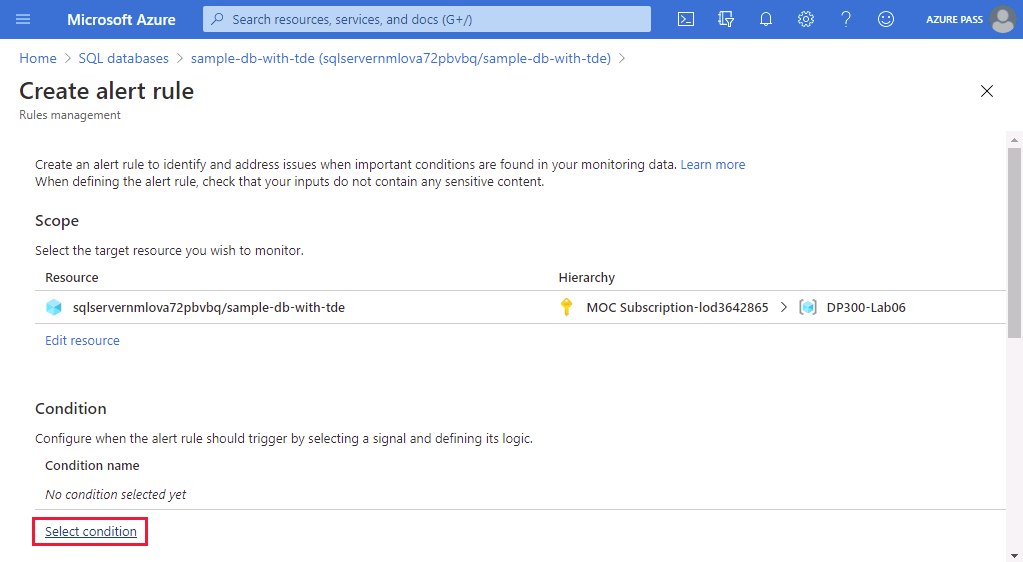 Microsoft Azure
Search resources, services, and docs (G+/)
AZURE PASS
Home > SQL databases > sample-db-with-tde (sqlservernmlova72pbvbq/sample-db-with-tde) >
Create alert rule
Rules management
Create an alert rule to identify and address issues when important conditions are found in your monitoring data. Learn more
When defining the alert rule, check that your inputs do not contain any sensitive content.
Scope
Select the target resource you wish to monitor.
Resource Hierarchy
sqlservernmlova72pbvbq/sample-db-with-tde MOC Subscription-lod3642865 > DP300-Lab06
Edit resource
Condition
Configure when the alert rule should trigger by selecting a signal and defining its logic.
Condition name
No condition selected yet
Select condition